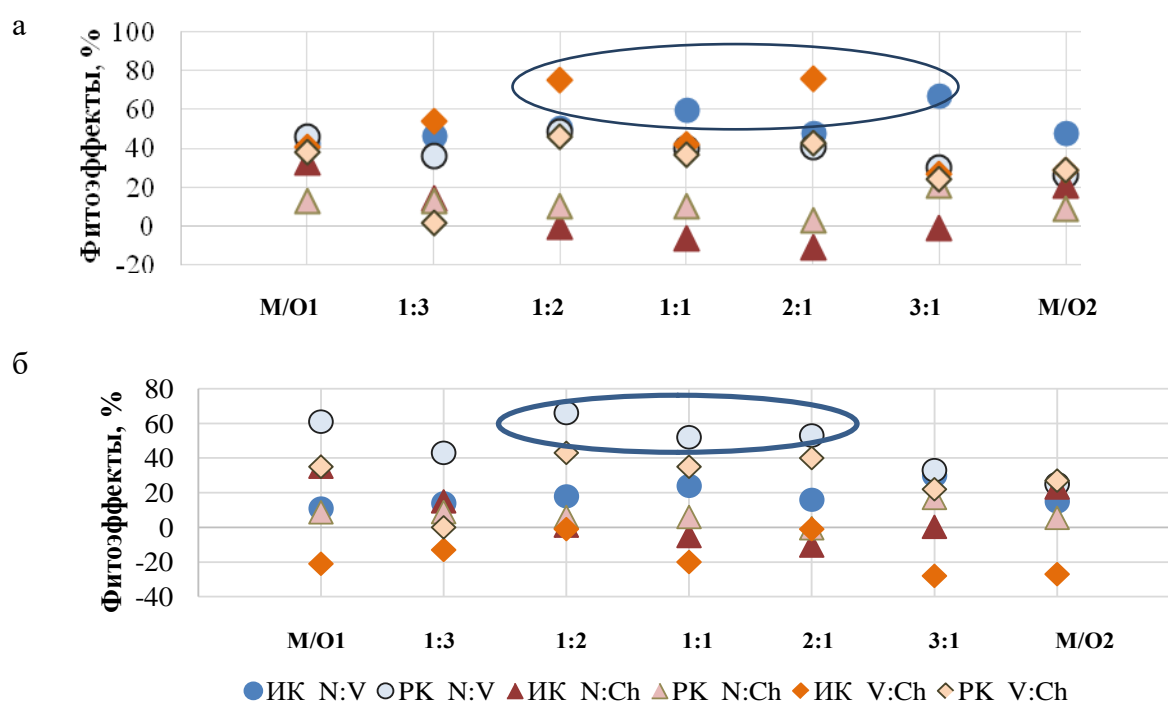 а
Фитоэффекты, %
100
80
60
40
20
0
-20
М/О1 1:3 1:2 1:1 2:1 3:1 М/О2
б
Фитоэффекты, %
80
60
40
20
0
-20
-40
М/О1 1:3 1:2 1:1 2:1 3:1 М/О2
ИК N:V РК N:V ИК N:Ch РК N:Ch ИК V:Ch РК V:Ch